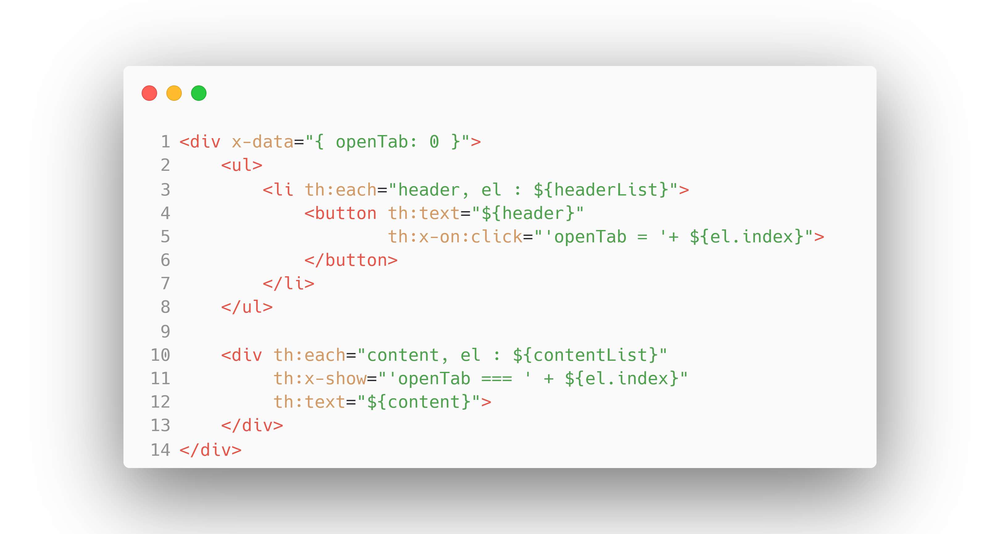 1 <div x-data="{ openTab: 0 }">
2     <ul>
3         <li th:each="header, el : ${headerList}">
4             <button th:text="${header}"
5                     th:x-on:click="'openTab = '+ ${el.index}">
6             </button>
7         </li>
8     </ul>
9
10     <div th:each="content, el : ${contentList}"
11          th:x-show="'openTab === ' + ${el.index}"
12          th:text="${content}">
13     </div>
14 </div>